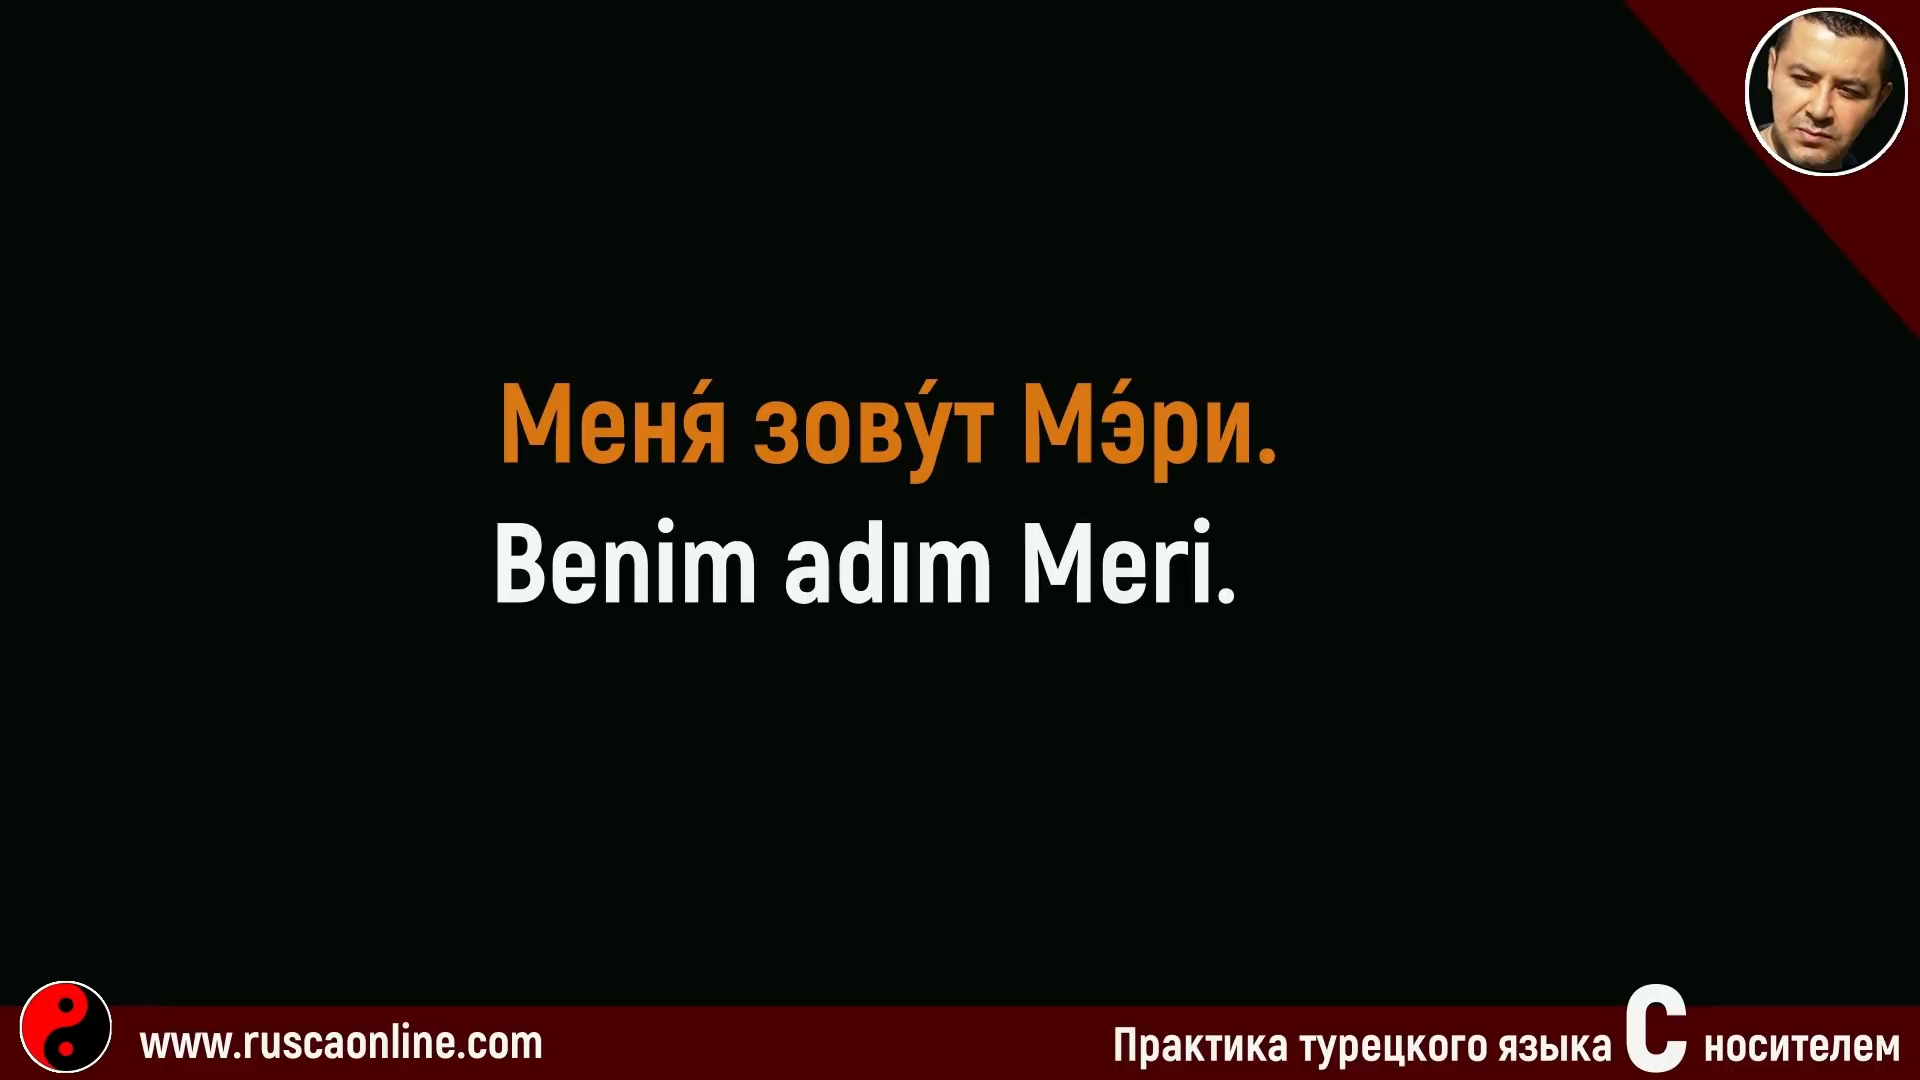 Меня́ зову́т Мэ́ри.
Benim adım Meri.
www.ruscaonline.com
Практика турецкого языка С носителем